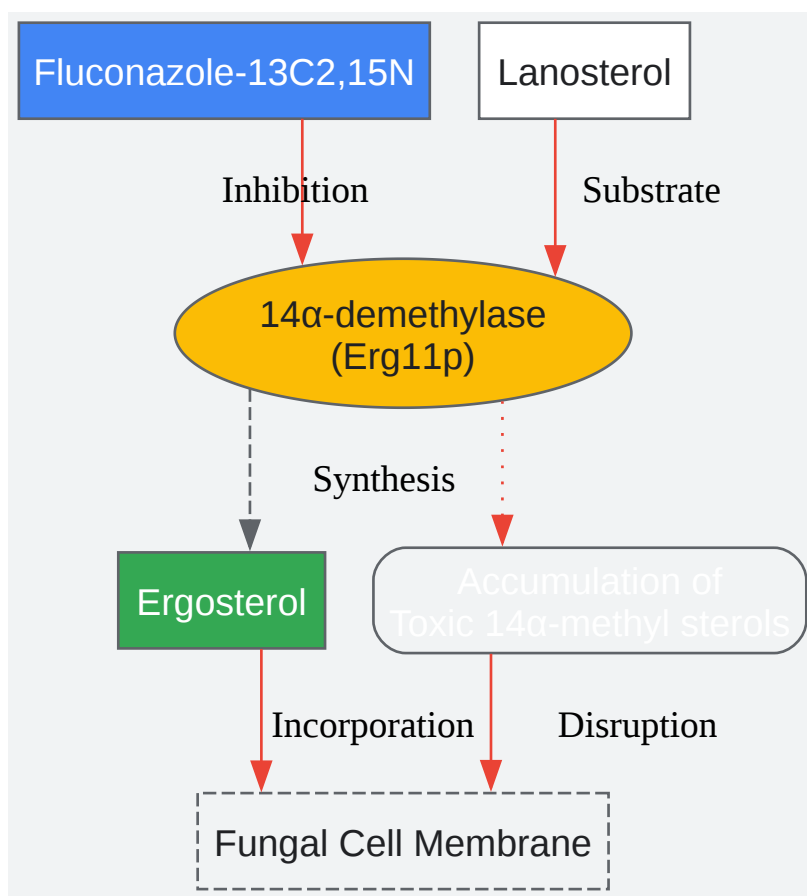 Fluconazole-13C2,15N
Lanosterol
Inhibition
Substrate
14α-demethylase
(Erg11p)
Synthesis
Ergosterol
Accumulation of
Toxic 14α-methyl sterols
Incorporation
Disruption
Fungal Cell Membrane